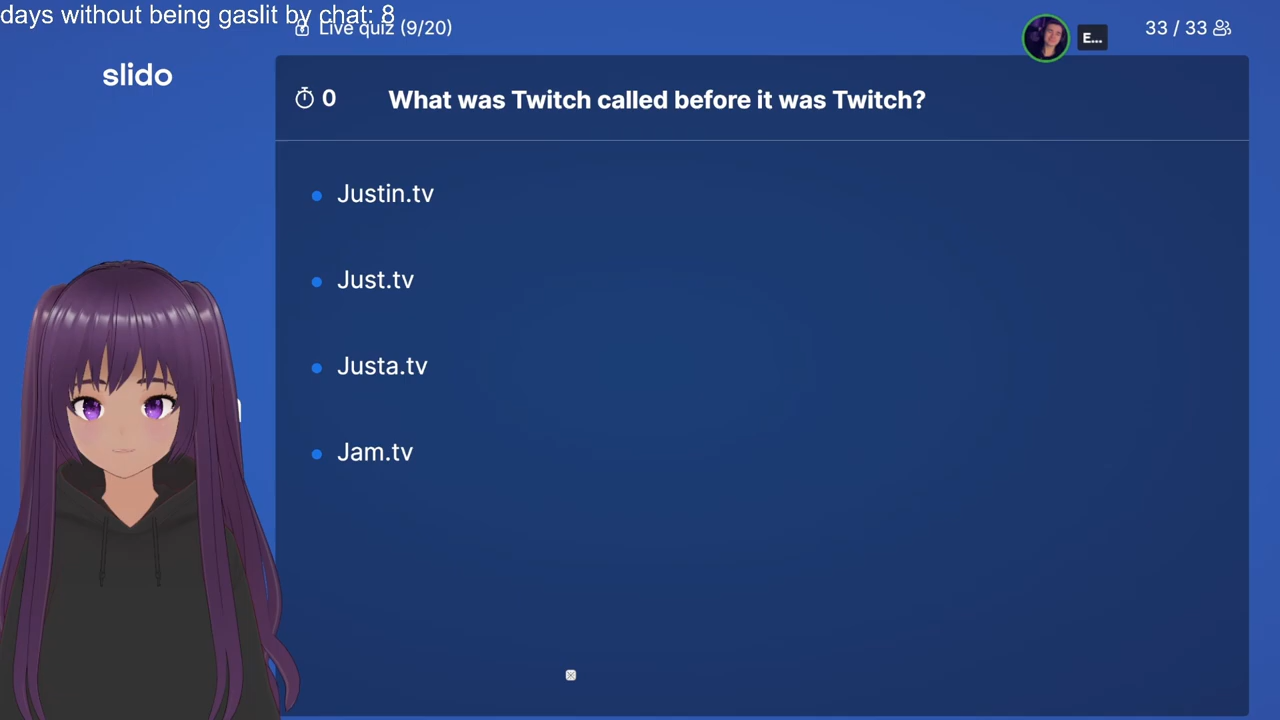 days without being gaslit by chat: 8
Live quiz (9/20)
E...
33 / 33
slido
0
What was Twitch called before it was Twitch?
Justin.tv
Just.tv
Justa.tv
Jam.tv